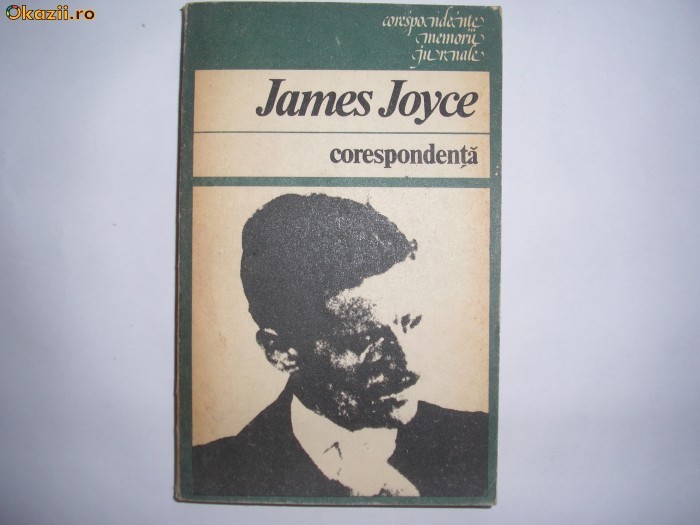 Okazii.ro
corespondențe
memorii
jurnale
James Joyce
corespondență